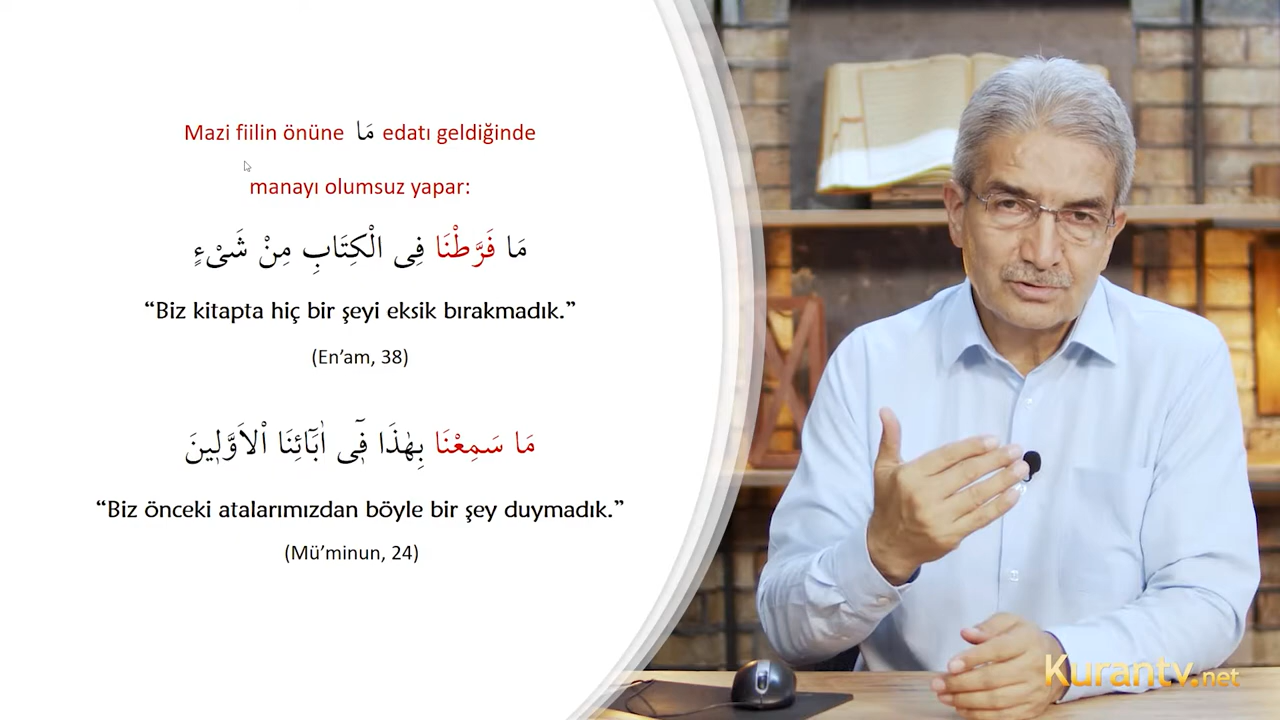 Mazi fiilin önüne مَا edatı geldiğinde
manayı olumsuz yapar:
مَا فَرَّطْنَا فِى الْكِتَابِ مِنْ شَىْءٍ
“Biz kitapta hiç bir şeyi eksik bırakmadık.”
(En’am, 38)
مَا سَمِعْنَا بِهٰذَا فٖٓى اٰبَٓائِنَا الْاَوَّلٖينَ
“Biz önceki atalarımızdan böyle bir şey duymadık.”
(Mü’minun, 24)
Kurantv.net